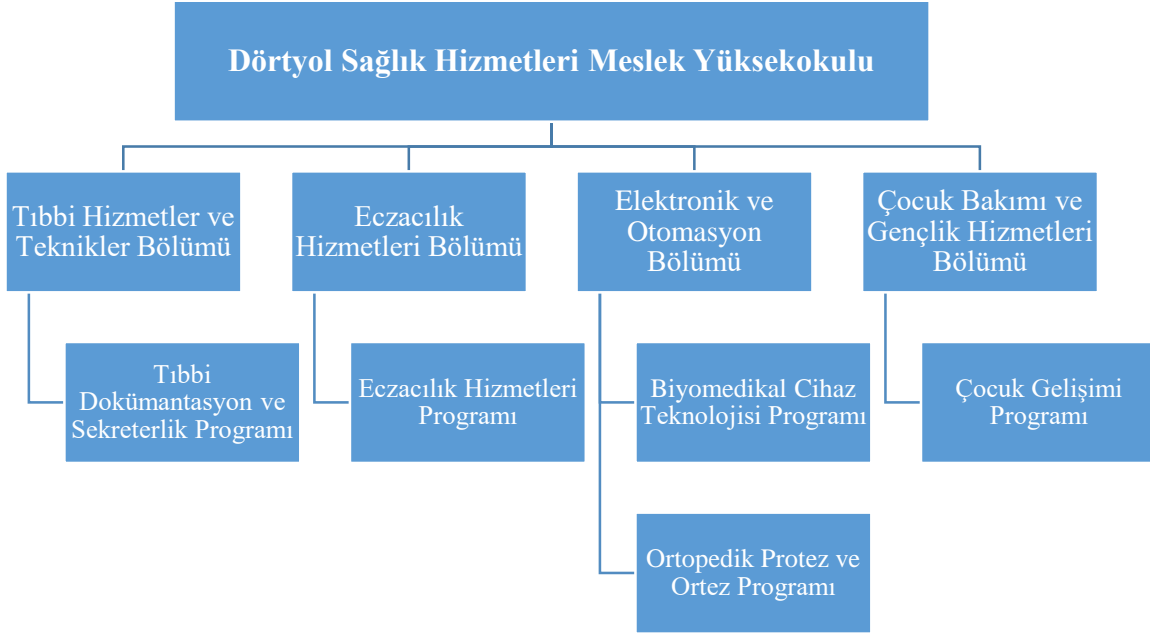 Dörtyol Sağlık Hizmetleri Meslek Yüksekokulu
Tıbbi Hizmetler ve
Teknikler Bölümü
Eczacılık
Hizmetleri Bölümü
Elektronik ve
Otomasyon
Bölümü
Çocuk Bakımı ve
Gençlik Hizmetleri
Bölümü
Tıbbi
Dokümantasyon ve
Sekreterlik Programı
Eczacılık Hizmetleri
Programı
Biyomedikal Cihaz
Teknolojisi Programı
Çocuk Gelişimi
Programı
Ortopedik Protez ve
Ortez Programı